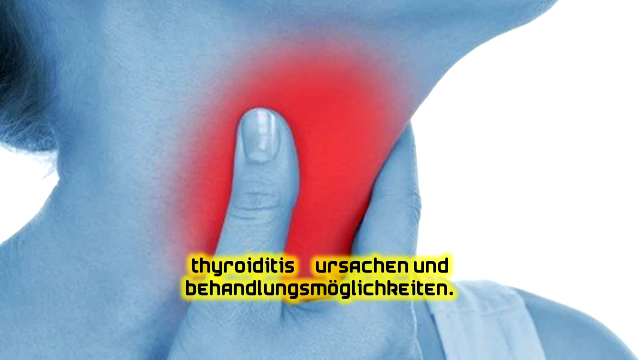 thyroiditis ursachen und
behandlungsmöglichkeiten.